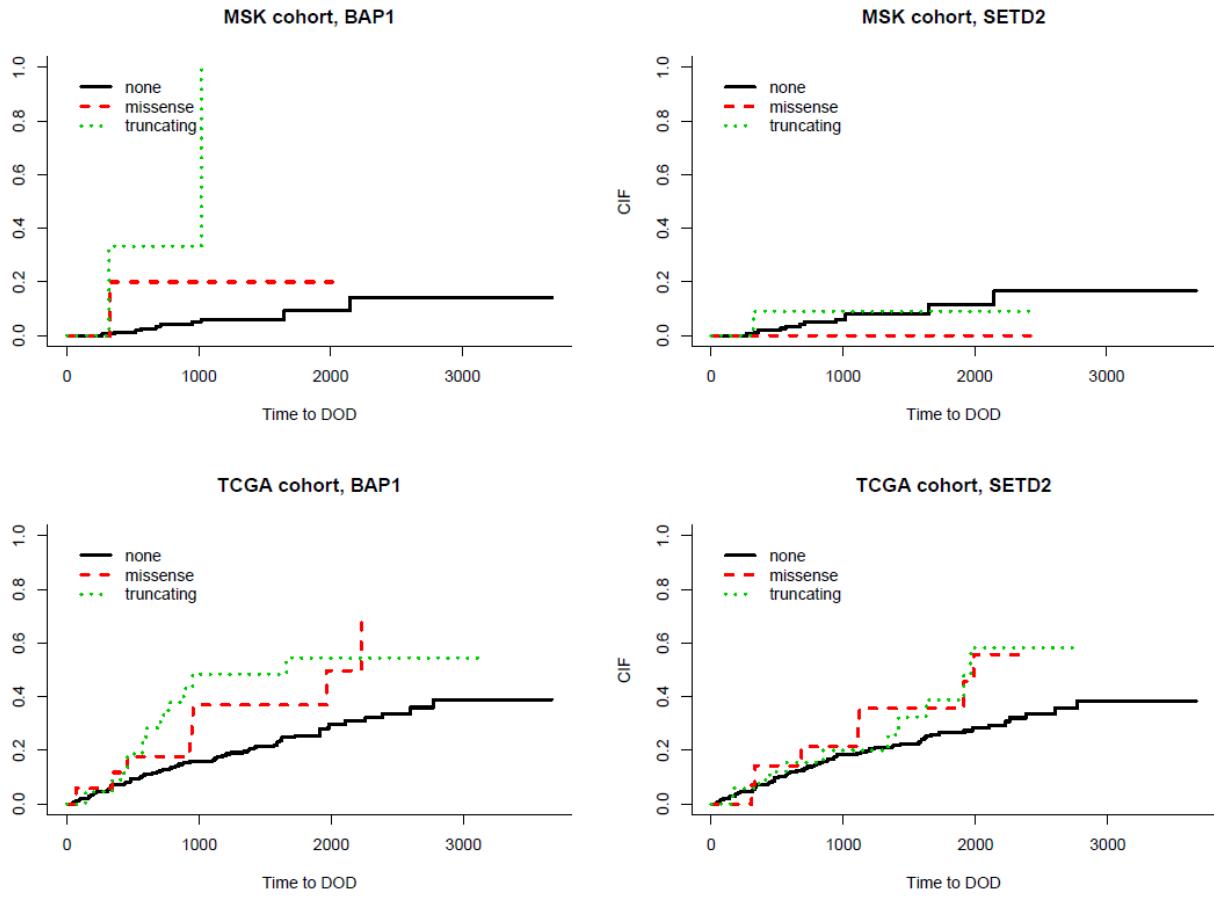 MSK cohort, BAP1
none
missense
truncating
0.0 0.2 0.4 0.6 0.8 1.0
0 1000 2000 3000
Time to DOD
MSK cohort, SETD2
none
missense
truncating
CIF
0.0 0.2 0.4 0.6 0.8 1.0
0 1000 2000 3000
Time to DOD
TCGA cohort, BAP1
none
missense
truncating
0.0 0.2 0.4 0.6 0.8 1.0
0 1000 2000 3000
Time to DOD
TCGA cohort, SETD2
none
missense
truncating
CIF
0.0 0.2 0.4 0.6 0.8 1.0
0 1000 2000 3000
Time to DOD